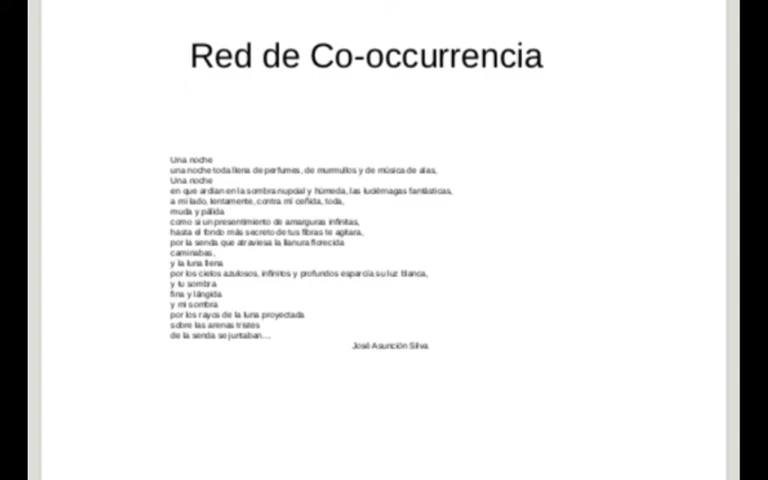 Red de Co-occurrencia
Una noche
una noche toda llena de perfumes, de murmullos y de música de alas,
Una noche
en que ardían en la sombra nupcial y húmeda, las luciérnagas fantásticas,
a mi lado, lentamente, contra mí ceñida, toda,
muda y pálida
como si un presentimiento de amarguras infinitas,
hasta el fondo más secreto de tus fibras te agitara,
por la senda que atraviesa la llanura florecida
caminabas,
y la luna llena
por los cielos azulosos, infinitos y profundos esparcía su luz blanca,
y tu sombra
fina y lángida
y mi sombra
por los rayos de la luna proyectada
sobre las arenas tristes
de la senda se juntaban...
José Asunción Silva